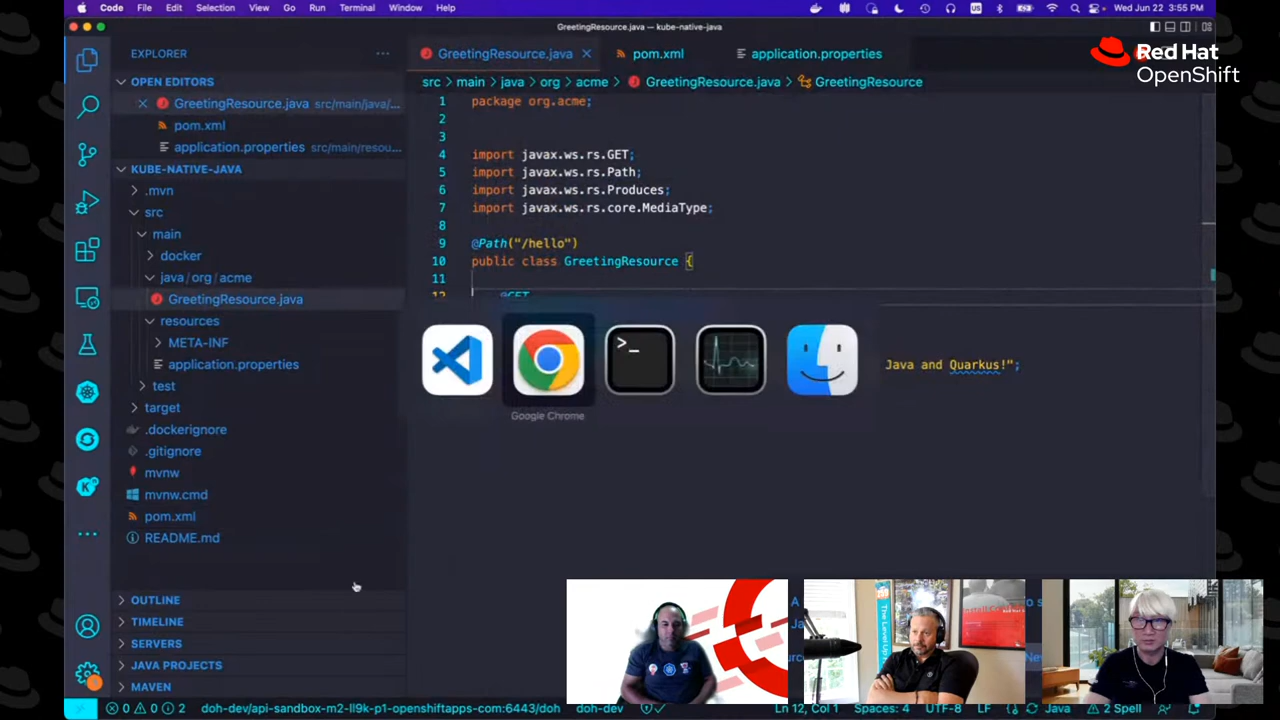 Code File Edit Selection View Go Run Terminal Window Help US Wed Jun 22 3:55 PM
GreetingResource.java — kube-native-java
Red Hat
OpenShift
EXPLORER
GreetingResource.java
pom.xml
application.properties
OPEN EDITORS
src > main > java > org > acme > GreetingResource.java > GreetingResource
GreetingResource.java src/main/java/...
pom.xml
application.properties src/main/resou...
KUBE-NATIVE-JAVA
.mvn
src
main
docker
java/org/acme
GreetingResource.java
resources
META-INF
application.properties
test
target
.dockerignore
.gitignore
mvnw
mvnw.cmd
pom.xml
README.md
OUTLINE
TIMELINE
SERVERS
JAVA PROJECTS
MAVEN
1 package org.acme;
2
3
4 import javax.ws.rs.GET;
5 import javax.ws.rs.Path;
6 import javax.ws.rs.Produces;
7 import javax.ws.rs.core.MediaType;
8
9 @Path("/hello")
10 public class GreetingResource {
11
12 @GET
Java and Quarkus!";
Google Chrome
0 0 2 doh-dev/api-sandbox-m2-ll9k-p1-openshiftapps-com:6443/doh doh-dev Ln 12, Col 1 Spaces: 4 UTF-8 LF Java 2 Spell